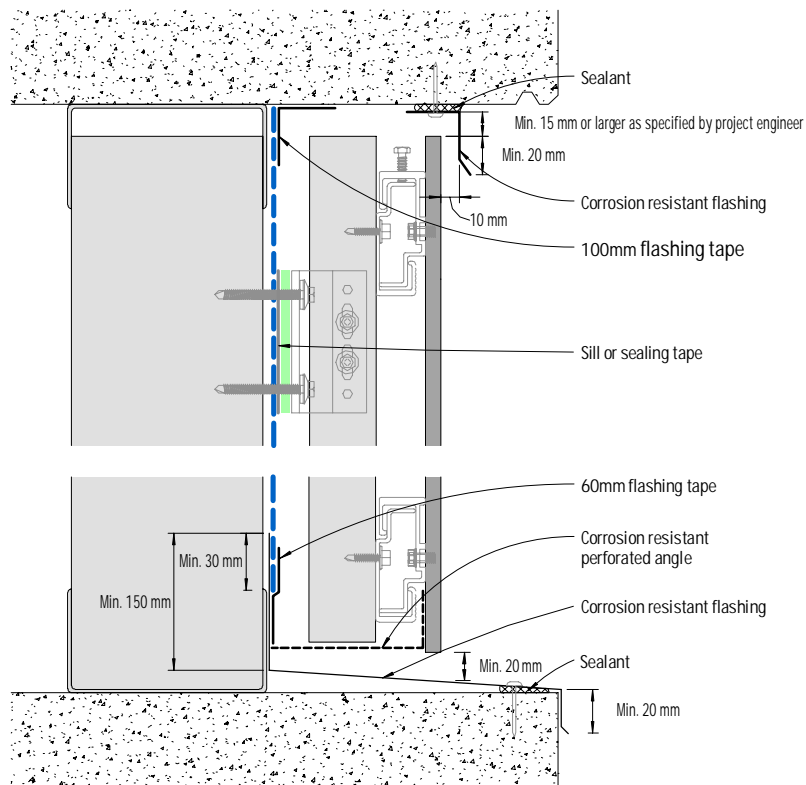 Sealant
Min. 15 mm or larger as specified by project engineer
Min. 20 mm
Corrosion resistant flashing
10 mm
100mm flashing tape
Sill or sealing tape
60mm flashing tape
Min. 30 mm
Corrosion resistant
perforated angle
Min. 150 mm
Corrosion resistant flashing
Min. 20 mm
Sealant
Min. 20 mm